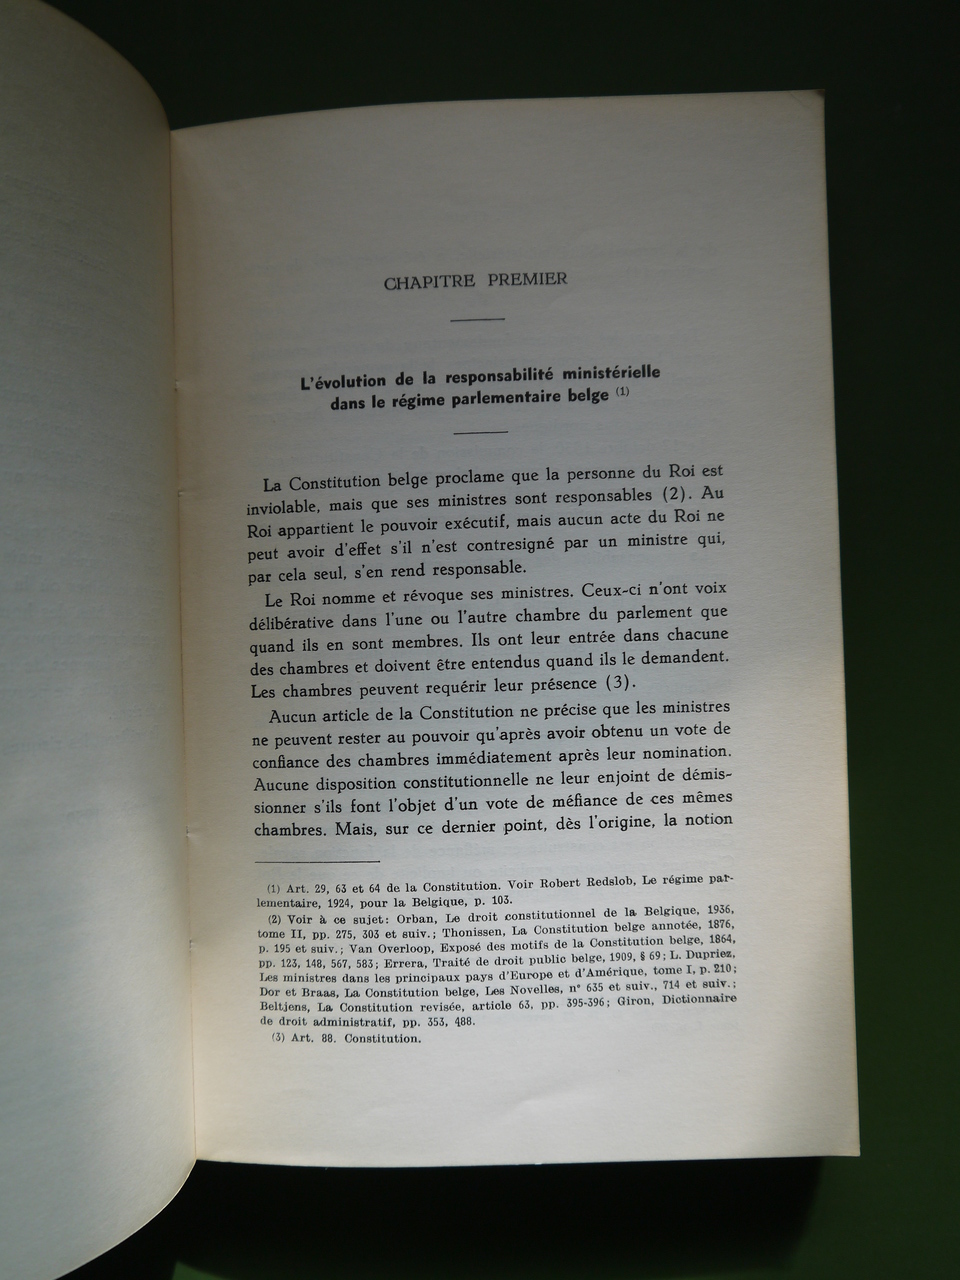 CHAPITRE PREMIER
L'évolution de la responsabilité ministérielle
dans le régime parlementaire belge (1)
La Constitution belge proclame que la personne du Roi est
inviolable, mais que ses ministres sont responsables (2). Au
Roi appartient le pouvoir exécutif, mais aucun acte du Roi ne
peut avoir d'effet s'il n'est contresigné par un ministre qui,
par cela seul, s'en rend responsable.
Le Roi nomme et révoque ses ministres. Ceux-ci n'ont voix
délibérative dans l'une ou l'autre chambre du parlement que
quand ils en sont membres. Ils ont leur entrée dans chacune
des chambres et doivent être entendus quand ils le demandent.
Les chambres peuvent requérir leur présence (3).
Aucun article de la Constitution ne précise que les ministres
ne peuvent rester au pouvoir qu'après avoir obtenu un vote de
confiance des chambres immédiatement après leur nomination.
Aucune disposition constitutionnelle ne leur enjoint de démis-
sionner s'ils font l'objet d'un vote de méfiance de ces mêmes
chambres. Mais, sur ce dernier point, dès l'origine, la notion
(1) Art. 29, 63 et 64 de la Constitution. Voir Robert Redslob, Le régime par-
lementaire, 1924, pour la Belgique, p. 103.
(2) Voir à ce sujet: Orban, Le droit constitutionnel de la Belgique, 1936,
tome II, pp. 275, 303 et suiv.; Thonissen, La Constitution belge annotée, 1876,
p. 195 et suiv.; Van Overloop, Exposé des motifs de la Constitution belge, 1864,
pp. 123, 148, 567, 583; Errera, Traité de droit public belge, 1909, § 69; L. Dupriez,
Les ministres dans les principaux pays d'Europe et d'Amérique, tome I, p. 210;
Dor et Braas, La Constitution belge, Les Novelles, n° 635 et suiv., 714 et suiv.;
Beltjens, La Constitution revisée, article 63, pp. 395-396; Giron, Dictionnaire
de droit administratif, pp. 353, 488.
(3) Art. 88. Constitution.